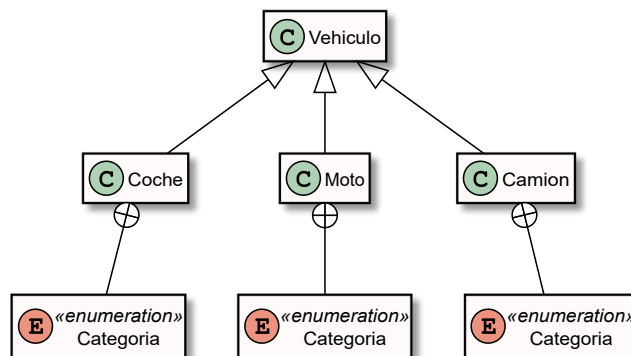 C Vehiculo
C Coche
C Moto
C Camion
E «enumeration»
Categoria
E «enumeration»
Categoria
E «enumeration»
Categoria